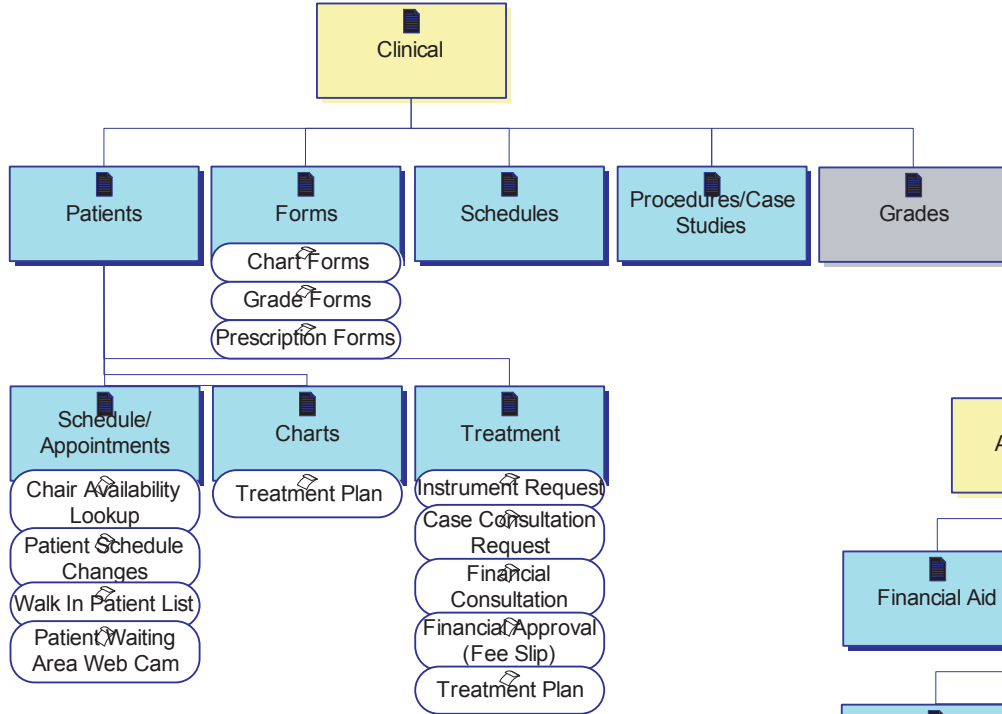 Clinical
Patients
Forms
Schedules
Procedures/Case
Studies
Grades
Chart Forms
Grade Forms
Prescription Forms
Schedule/
Appointments
Charts
Treatment
Chair Availability
Lookup
Patient Schedule
Changes
Walk In Patient List
Patient Waiting
Area Web Cam
Treatment Plan
Instrument Request
Case Consultation
Request
Financial
Consultation
Financial Approval
(Fee Slip)
Treatment Plan
Financial Aid